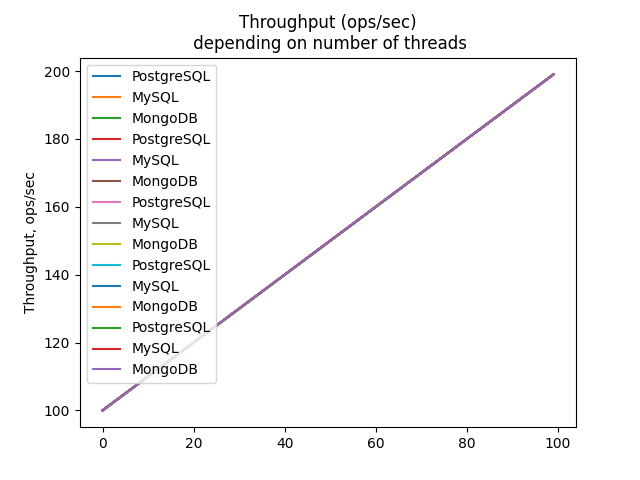 Throughput (ops/sec)
depending on number of threads
200
180
160
140
120
100
Throughput, ops/sec
PostgreSQL
MySQL
MongoDB
PostgreSQL
MySQL
MongoDB
PostgreSQL
MySQL
MongoDB
PostgreSQL
MySQL
MongoDB
PostgreSQL
MySQL
MongoDB
0 20 40 60 80 100